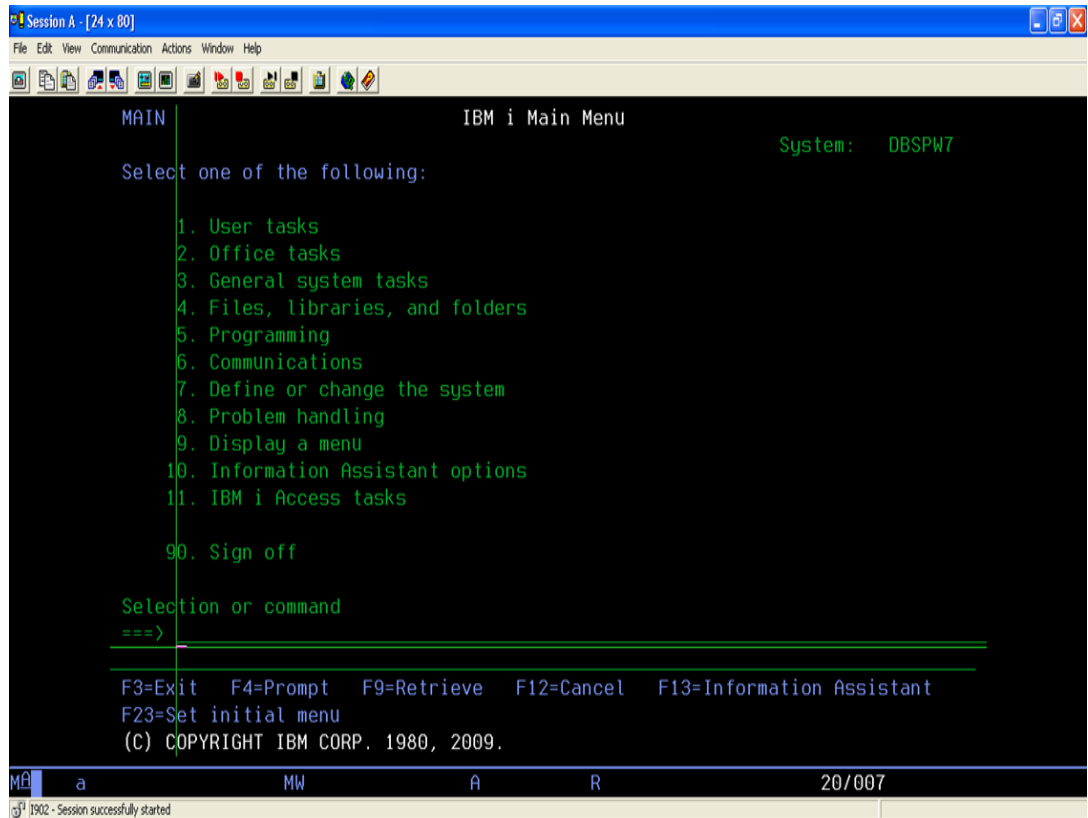 Session A - [24 x 80]
File Edit View Communication Actions Window Help
MAIN IBM i Main Menu
System: DBSPW7
Select one of the following:
1. User tasks
2. Office tasks
3. General system tasks
4. Files, libraries, and folders
5. Programming
6. Communications
7. Define or change the system
8. Problem handling
9. Display a menu
10. Information Assistant options
11. IBM i Access tasks
90. Sign off
Selection or command
===>
F3=Exit F4=Prompt F9=Retrieve F12=Cancel F13=Information Assistant
F23=Set initial menu
(C) COPYRIGHT IBM CORP. 1980, 2009.
MA a MW A R 20/007
I902 - Session successfully started